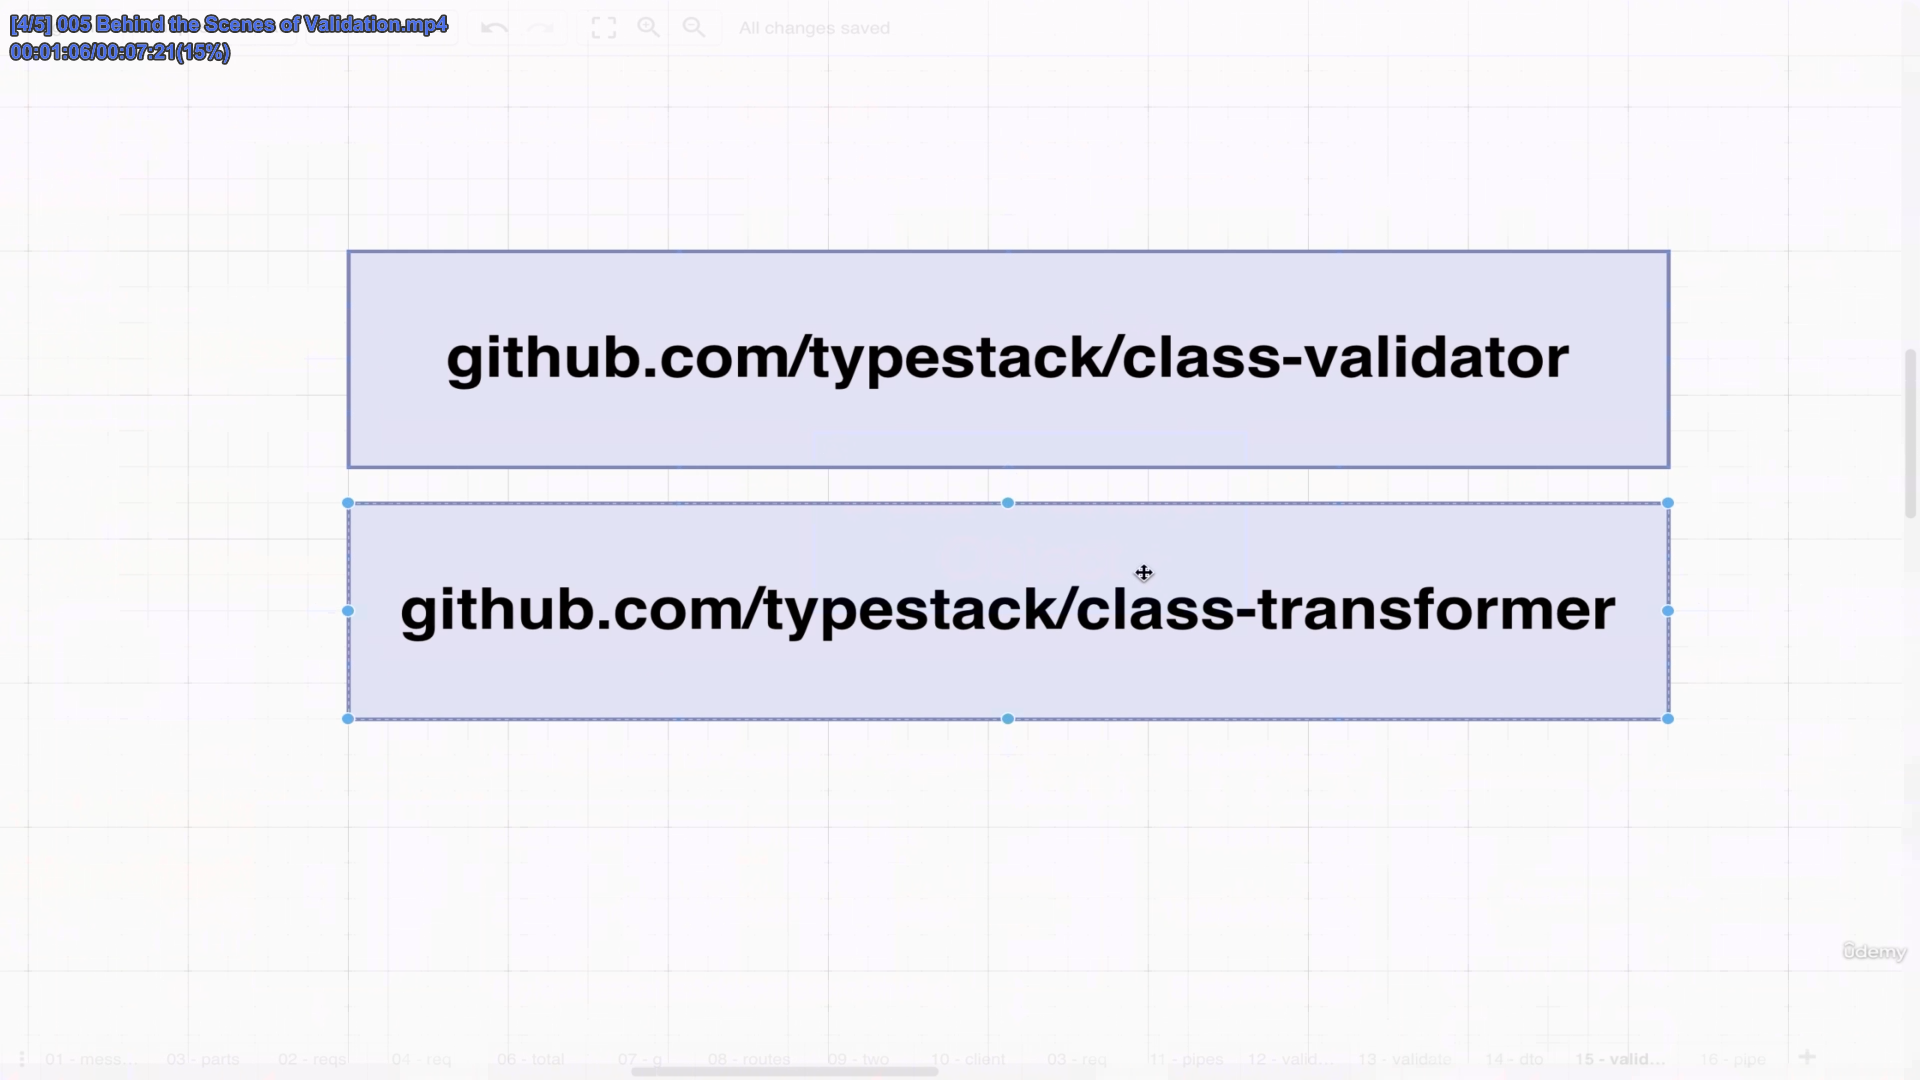 [4/5] 005 Behind the Scenes of Validation.mp4
00:01:06/00:07:21(15%)
All changes saved
github.com/typestack/class-validator
github.com/typestack/class-transformer
ûdemy
01 - mess... 03 - parts 02 - reqs 04 - req 06 - total 07 - g 08 - routes 09 - two 10 - client 03 - req 11 - pipes 12 - valid... 13 - validate 14 - dto 15 - valid... 16 - pipe